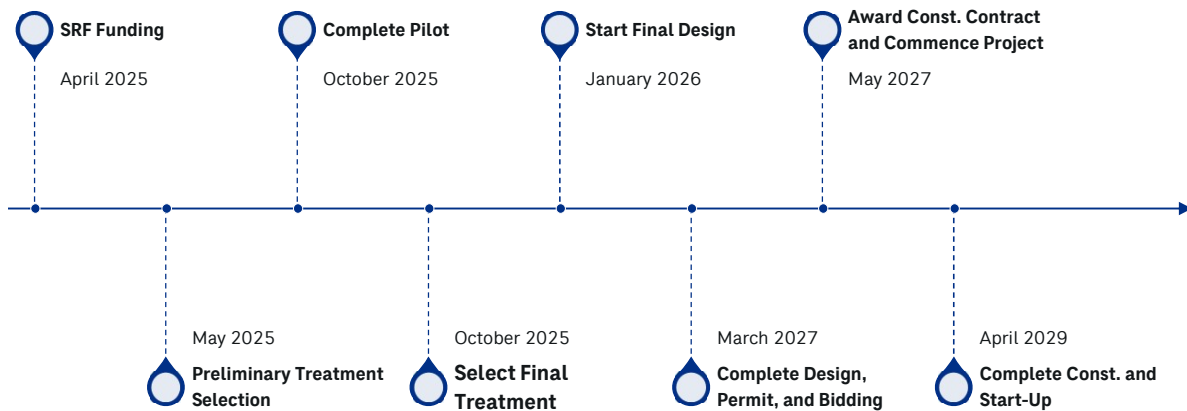 SRF Funding
April 2025
Complete Pilot
October 2025
Start Final Design
January 2026
Award Const. Contract
and Commence Project
May 2027
May 2025
Preliminary Treatment
Selection
October 2025
Select Final
Treatment
March 2027
Complete Design,
Permit, and Bidding
April 2029
Complete Const. and
Start-Up